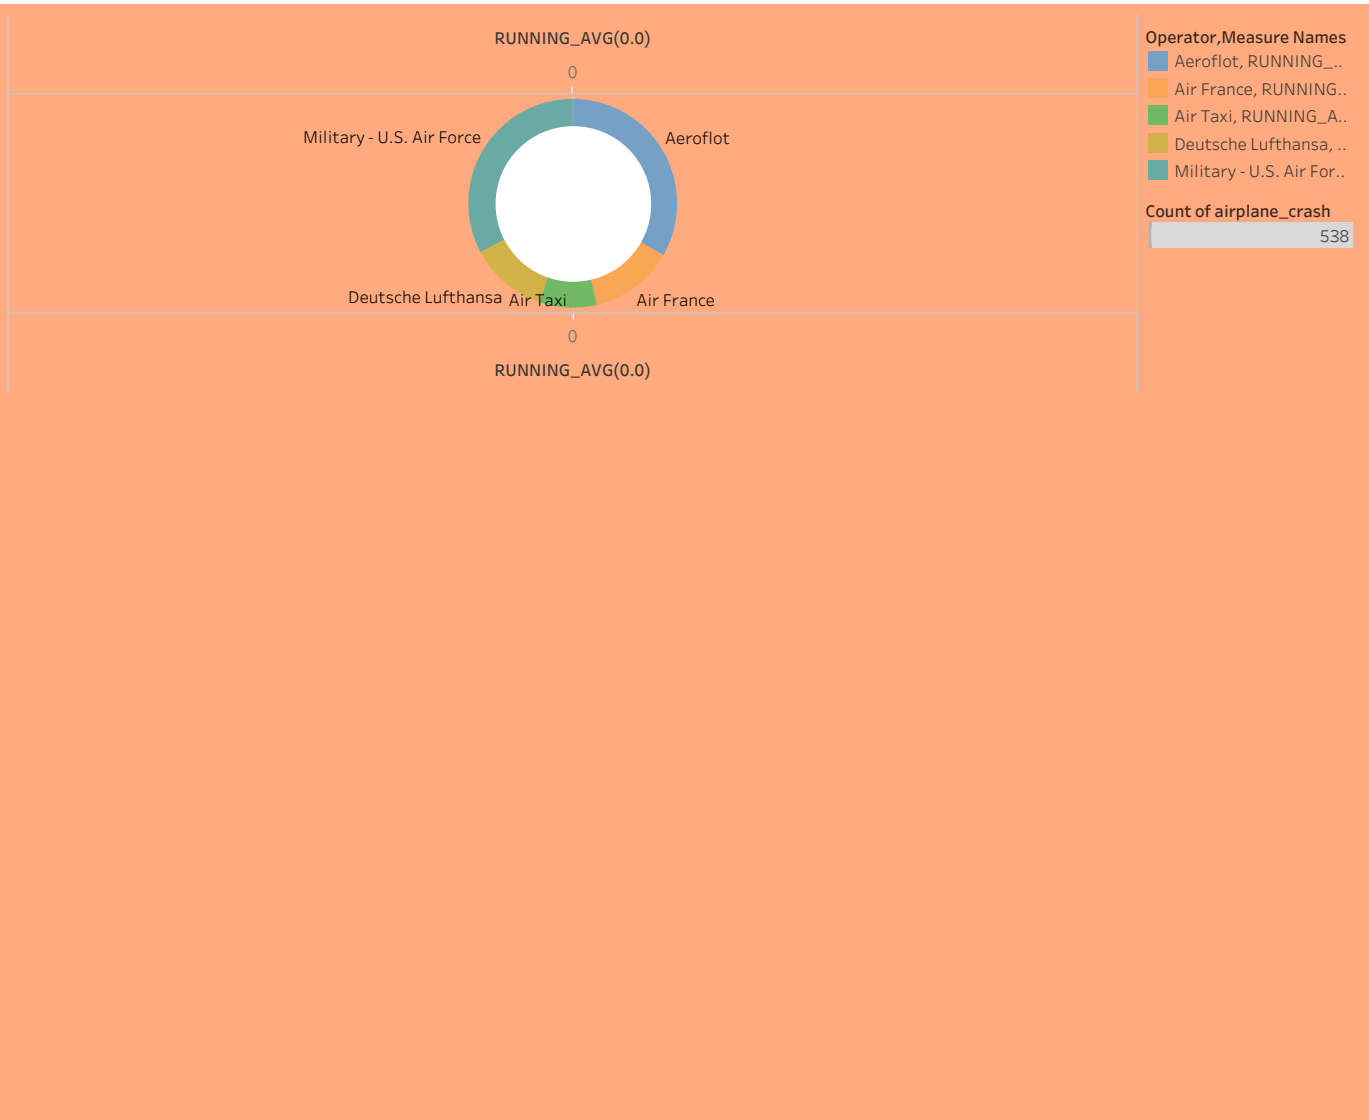 RUNNING_AVG(0.0)
0
Military - U.S. Air Force
Aeroflot
Deutsche Lufthansa
Air Taxi
Air France
0
RUNNING_AVG(0.0)
Operator,Measure Names
Aeroflot, RUNNING_..
Air France, RUNNING..
Air Taxi, RUNNING_A..
Deutsche Lufthansa, ..
Military - U.S. Air For..
Count of airplane_crash
538